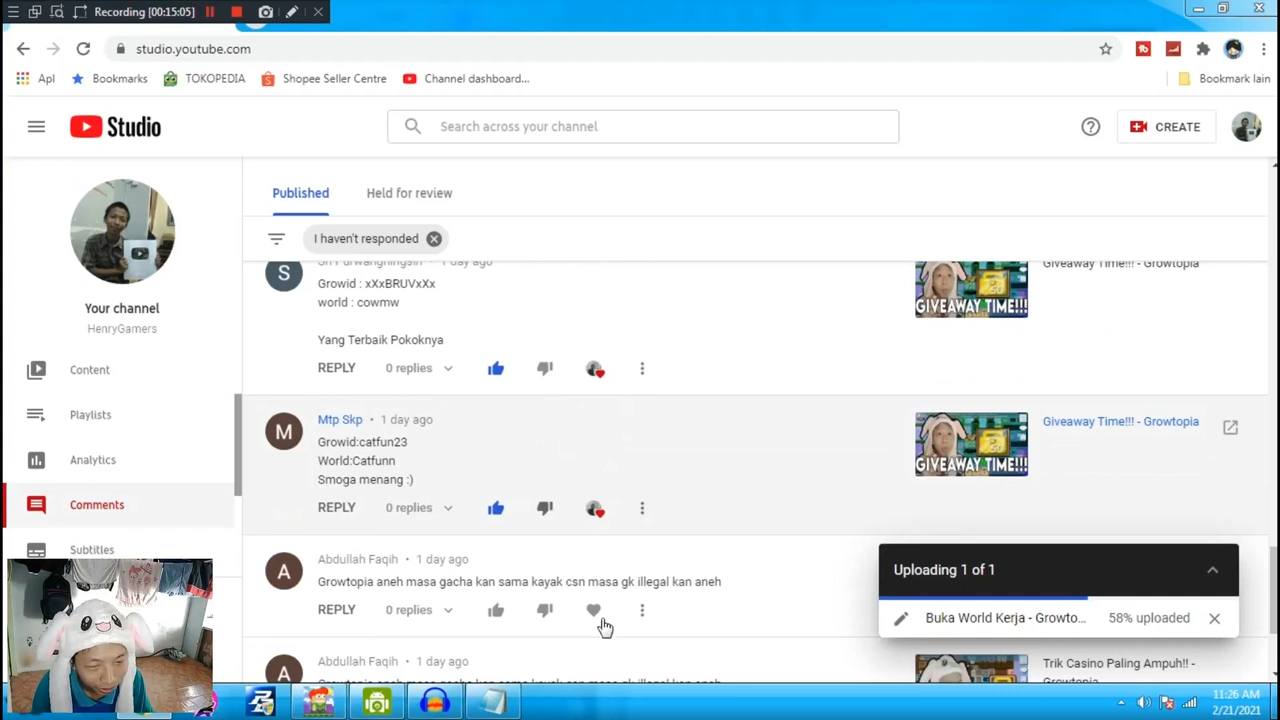 Recording [00:15:05]
studio.youtube.com
Apl
Bookmarks
TOKOPEDIA
Shopee Seller Centre
Channel dashboard...
Bookmark lain
Studio
Search across your channel
CREATE
Your channel
HenryGamers
Content
Playlists
Analytics
Comments
Subtitles
Published
Held for review
I haven't responded
S
1 day ago
Growid : xXxBRUVxXx
world : cowmw
Yang Terbaik Pokoknya
REPLY 0 replies
Giveaway Time!!! - Growtopia
GIVEAWAY TIME!!!
M
Mtp Skp • 1 day ago
Growid:catfun23
World:Catfunn
Smoga menang :)
REPLY 0 replies
Giveaway Time!!! - Growtopia
GIVEAWAY TIME!!!
A
Abdullah Faqih • 1 day ago
Growtopia aneh masa gacha kan sama kayak csn masa gk illegal kan aneh
REPLY 0 replies
A
Abdullah Faqih • 1 day ago
Trik Casino Paling Ampuh!! -
Uploading 1 of 1
Buka World Kerja - Growto...
58% uploaded
11:26 AM
2/21/2021